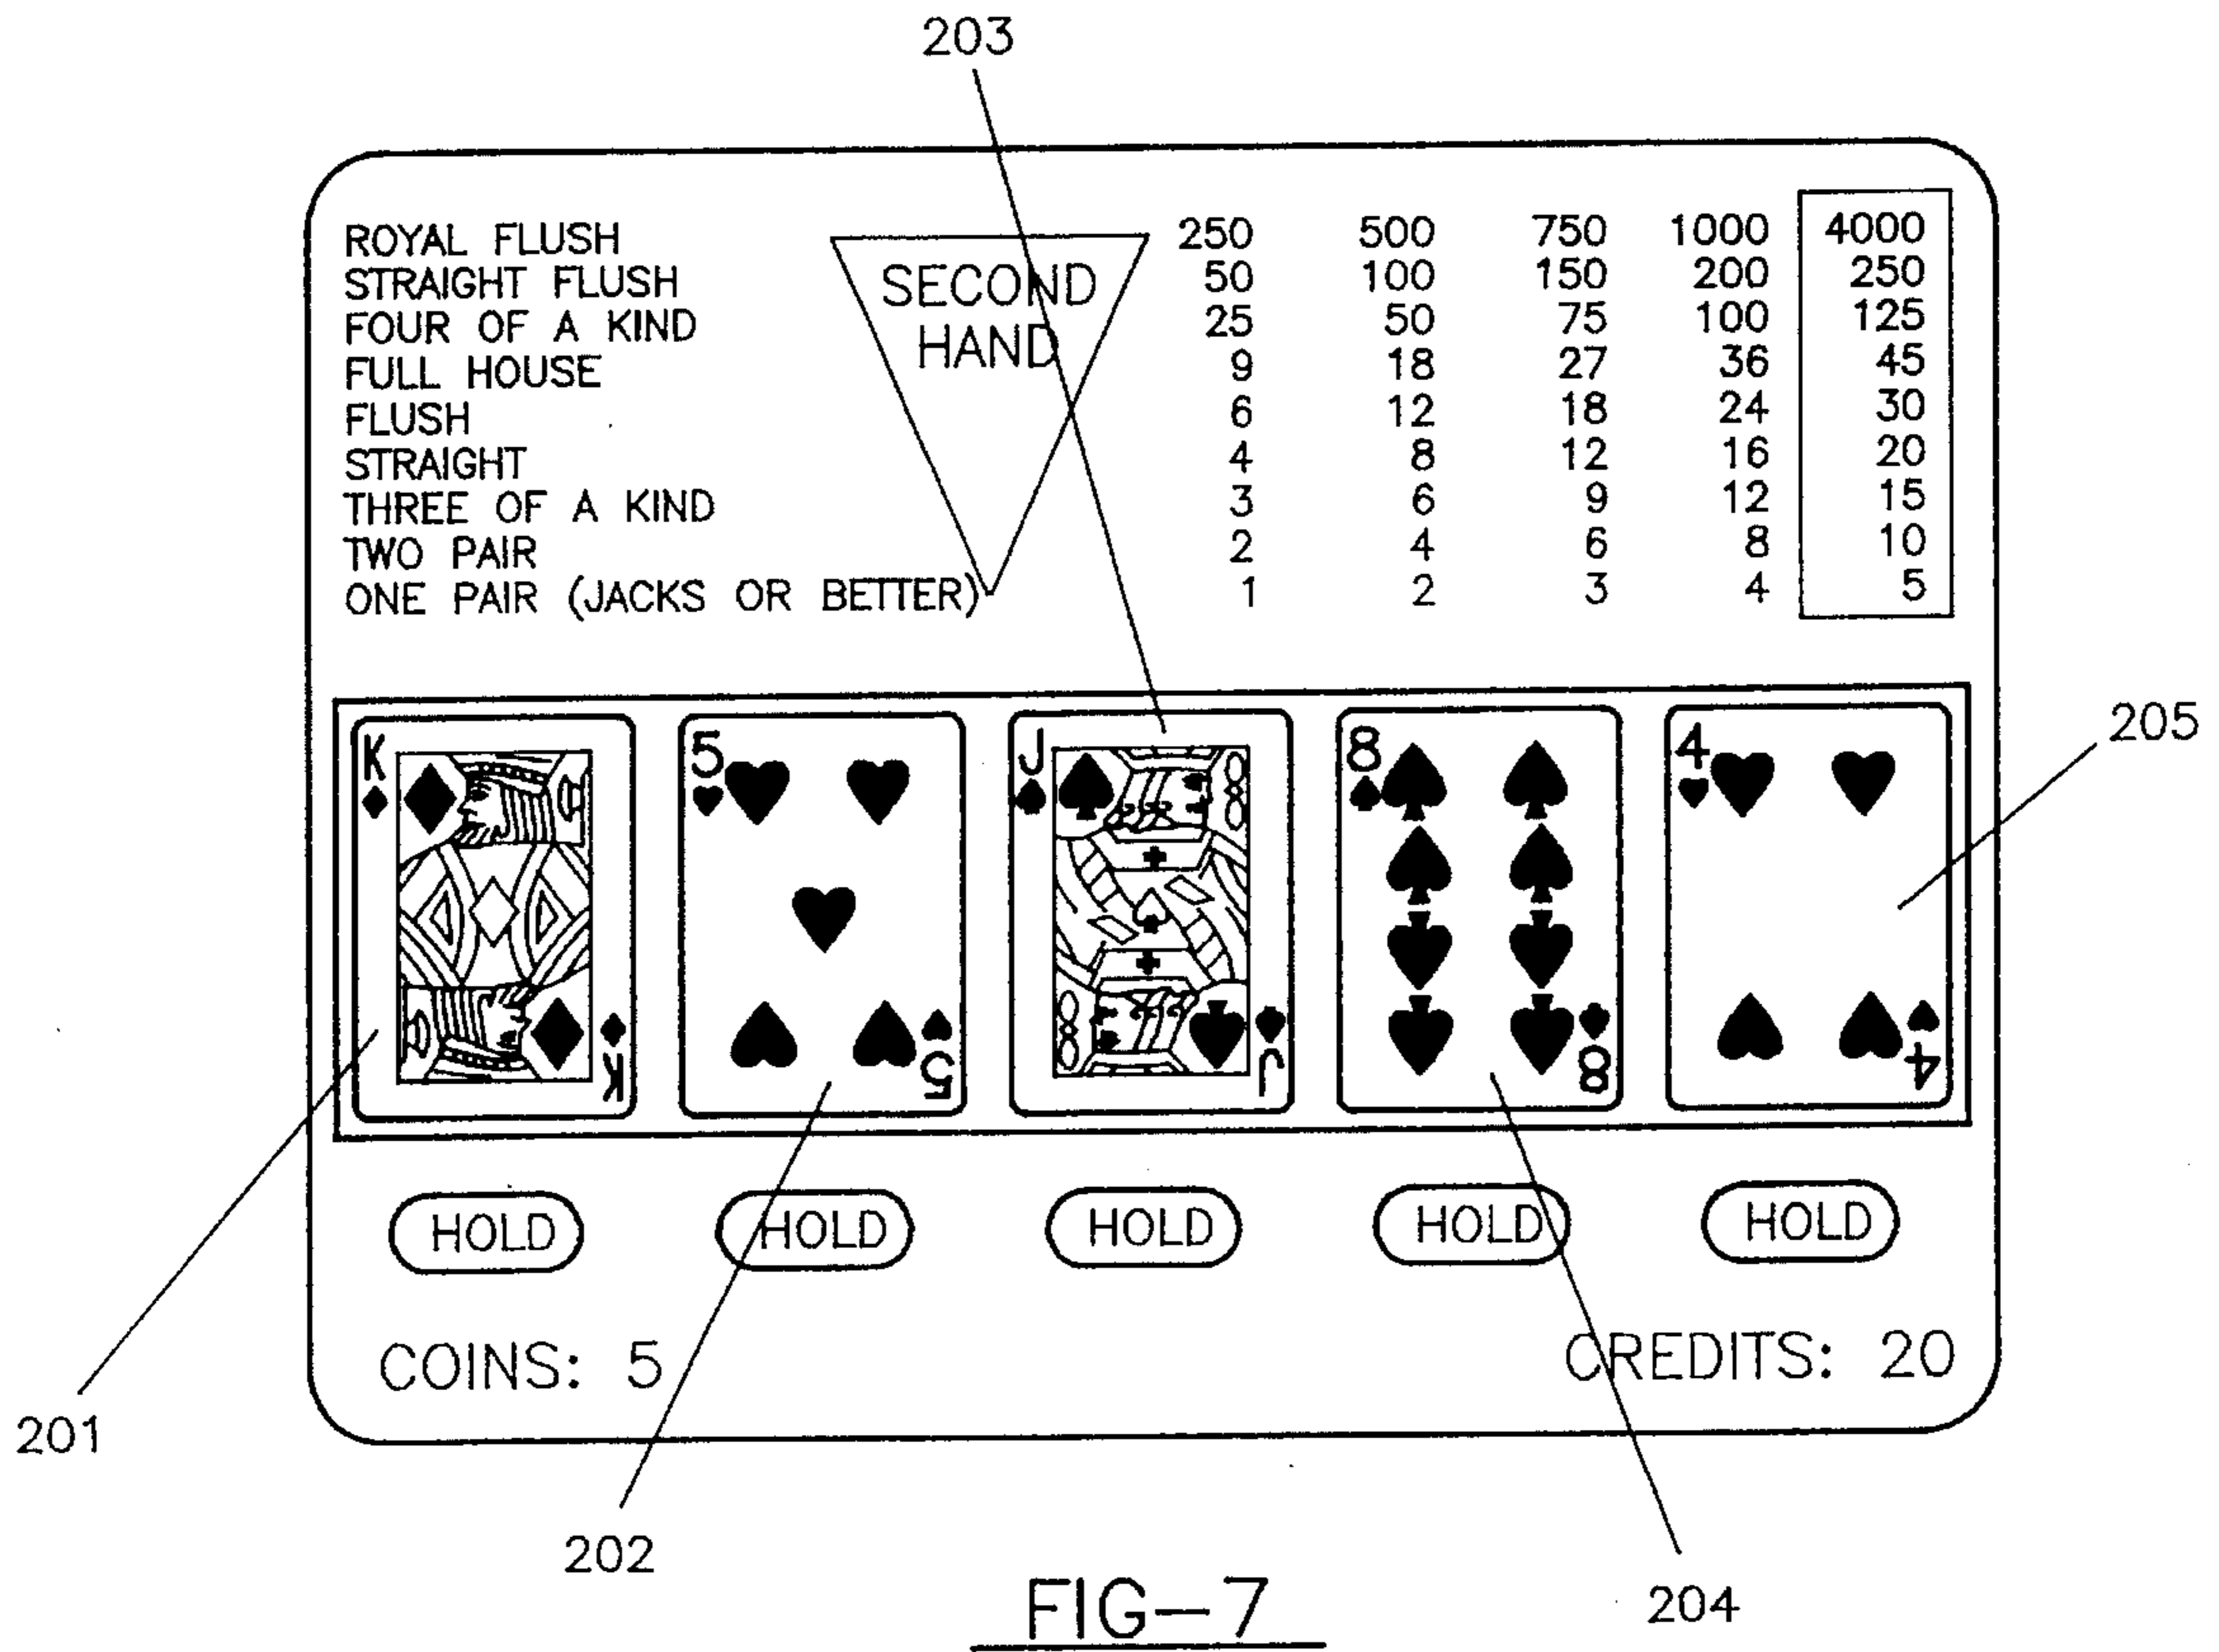 203
ROYAL FLUSH 250 500 750 1000 4000
STRAIGHT FLUSH 50 100 150 200 250
FOUR OF A KIND 25 50 75 100 125
FULL HOUSE 9 18 27 36 45
FLUSH 6 12 18 24 30
STRAIGHT 4 8 12 16 20
THREE OF A KIND 3 6 9 12 15
TWO PAIR 2 4 6 8 10
ONE PAIR (JACKS OR BETTER) 1 2 3 4 5
SECOND
HAND
205
K 5 J 8 4
K 5 J 8 4
HOLD HOLD HOLD HOLD HOLD
COINS: 5 CREDITS: 20
201
202
204
FIG-7